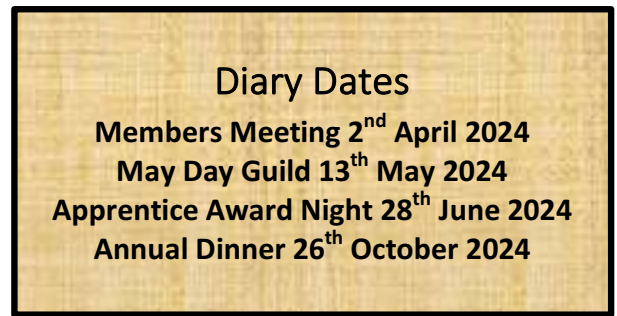 Diary Dates
Members Meeting 2nd April 2024
May Day Guild 13th May 2024
Apprentice Award Night 28th June 2024
Annual Dinner 26th October 2024